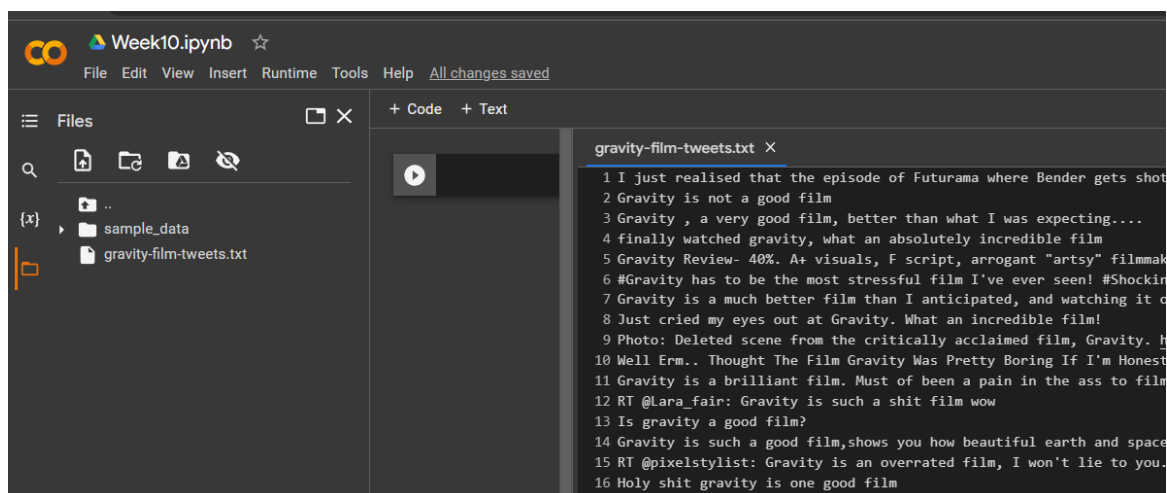 Week10.ipynb
File Edit View Insert Runtime Tools Help All changes saved
Files
+ Code + Text
..
{x}
sample_data
gravity-film-tweets.txt
gravity-film-tweets.txt
1 I just realised that the episode of Futurama where Bender gets shot
2 Gravity is not a good film
3 Gravity , a very good film, better than what I was expecting....
4 finally watched gravity, what an absolutely incredible film
5 Gravity Review- 40%. A+ visuals, F script, arrogant "artsy" filmmak
6 #Gravity has to be the most stressful film I've ever seen! #Shockin
7 Gravity is a much better film than I anticipated, and watching it o
8 Just cried my eyes out at Gravity. What an incredible film!
9 Photo: Deleted scene from the critically acclaimed film, Gravity. h
10 Well Erm.. Thought The Film Gravity Was Pretty Boring If I'm Honest
11 Gravity is a brilliant film. Must of been a pain in the ass to film
12 RT @Lara_fair: Gravity is such a shit film wow
13 Is gravity a good film?
14 Gravity is such a good film,shows you how beautiful earth and space
15 RT @pixelstylist: Gravity is an overrated film, I won't lie to you.
16 Holy shit gravity is one good film